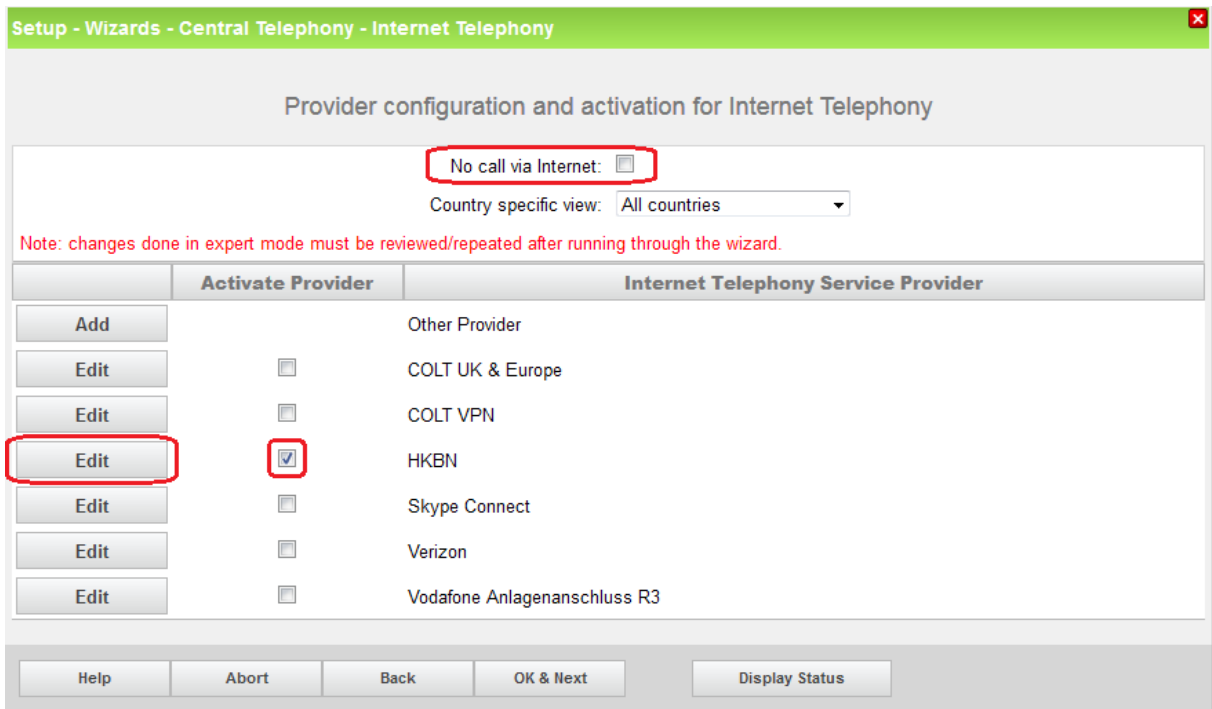 Setup - Wizards - Central Telephony - Internet Telephony
Provider configuration and activation for Internet Telephony
No call via Internet:
Country specific view: All countries
Note: changes done in expert mode must be reviewed/repeated after running through the wizard.
Activate Provider Internet Telephony Service Provider
Add Other Provider
Edit COLT UK & Europe
Edit COLT VPN
Edit HKBN
Edit Skype Connect
Edit Verizon
Edit Vodafone Anlagenanschluss R3
Help Abort Back OK & Next Display Status